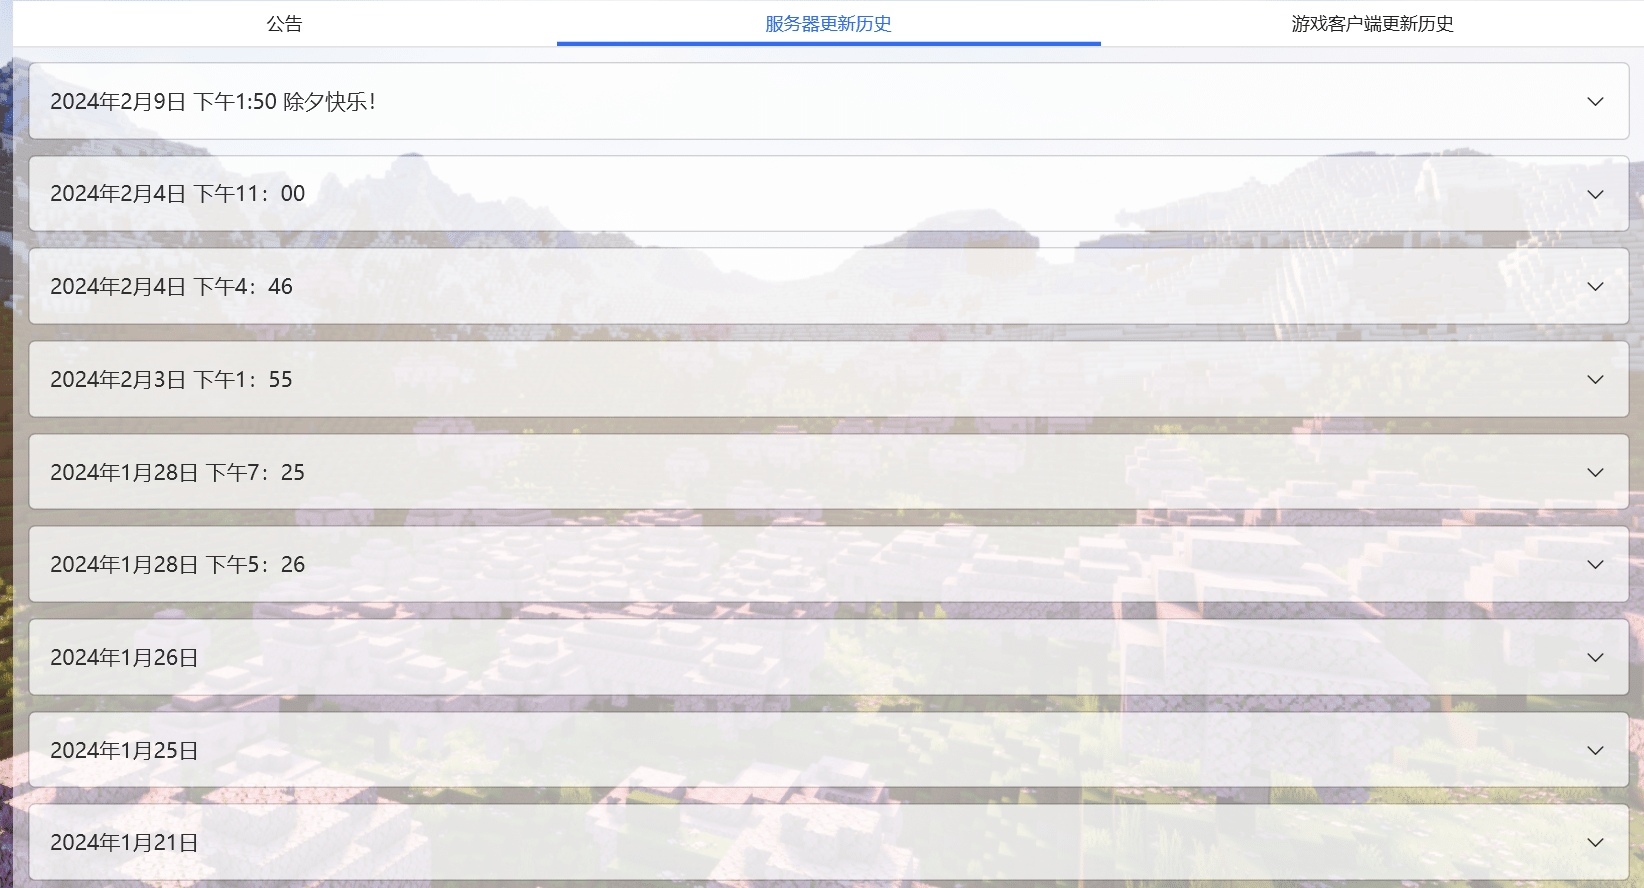 公告
服务器更新历史
游戏客户端更新历史
2024年2月9日 下午1:50 除夕快乐！
2024年2月4日 下午11：00
2024年2月4日 下午4：46
2024年2月3日 下午1：55
2024年1月28日 下午7：25
2024年1月28日 下午5：26
2024年1月26日
2024年1月25日
2024年1月21日